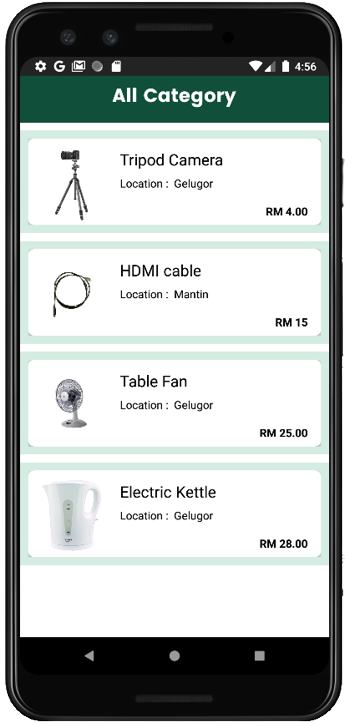 4:56
All Category
Tripod Camera
Location : Gelugor
RM 4.00
HDMI cable
Location : Mantin
RM 15
Table Fan
Location : Gelugor
RM 25.00
Electric Kettle
Location : Gelugor
RM 28.00